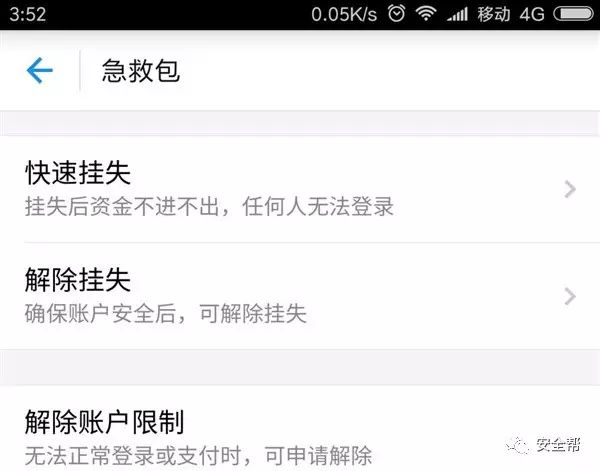 3:52 0.05K/s 移动 4G
急救包
快速挂失
挂失后资金不进不出，任何人无法登录
解除挂失
确保账户安全后，可解除挂失
解除账户限制
无法正常登录或支付时，可申请解除
安全帮